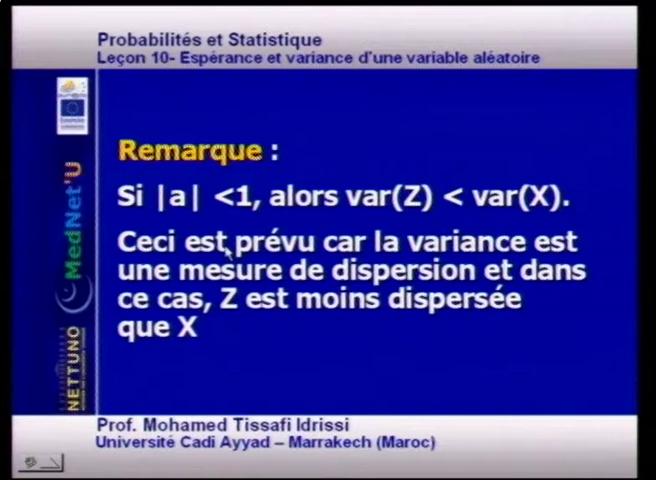 Probabilités et Statistique
Leçon 10- Espérance et variance d'une variable aléatoire
Remarque :
Si |a| <1, alors var(Z) < var(X).
Ceci est prévu car la variance est
une mesure de dispersion et dans
ce cas, Z est moins dispersée
que X
MedNet'U
NETTUNO
Prof. Mohamed Tissafi Idrissi
Université Cadi Ayyad – Marrakech (Maroc)